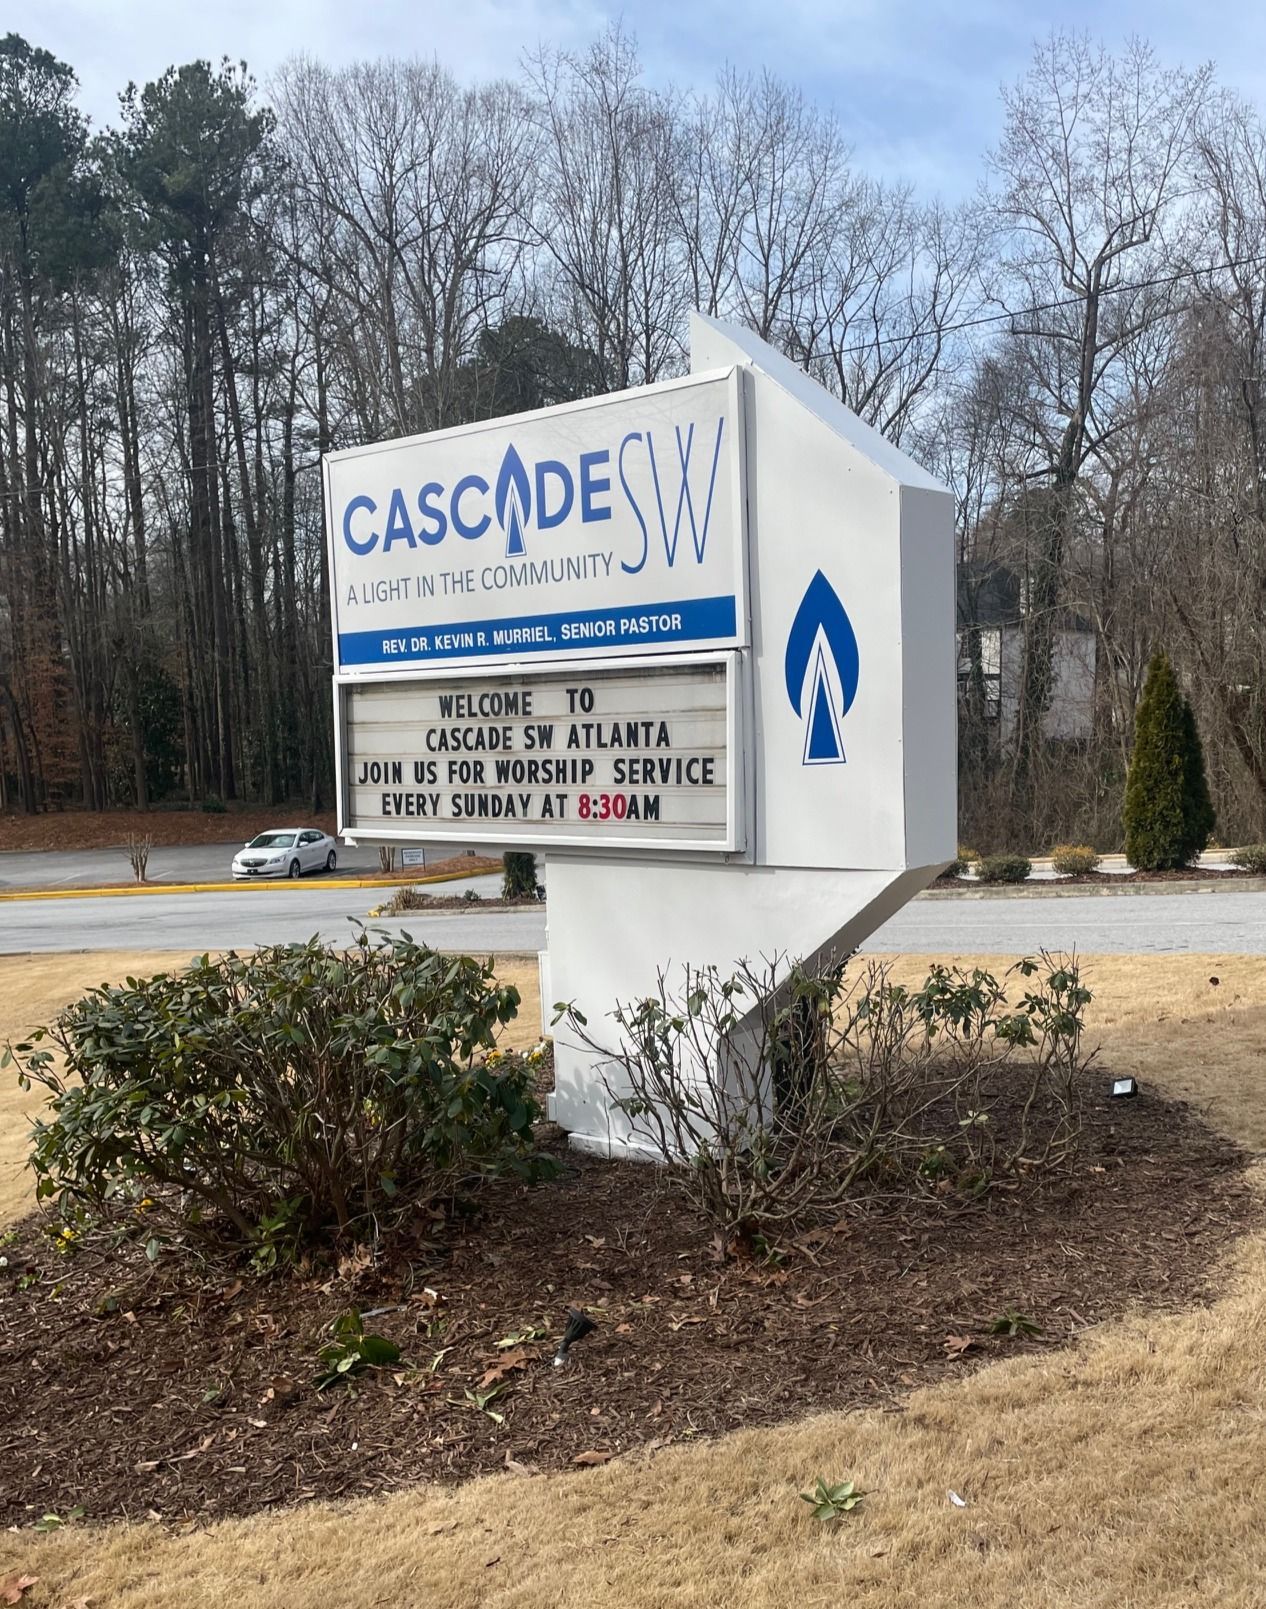 CASCADE SW
A LIGHT IN THE COMMUNITY
REV. DR. KEVIN R. MURRIEL, SENIOR PASTOR
WELCOME TO
CASCADE SW ATLANTA
JOIN US FOR WORSHIP SERVICE
EVERY SUNDAY AT 8:30AM